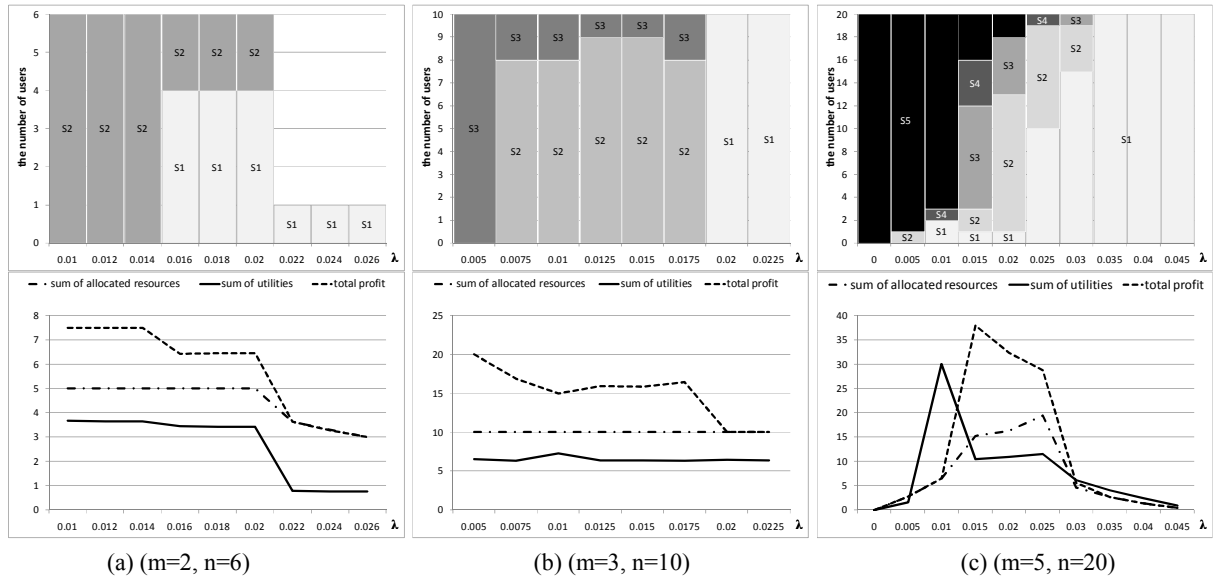 the number of users
6
5
4
3
2
1
0
S2
S2
S2
S2
S2
S2
S1
S1
S1
S1
S1
S1
0.01 0.012 0.014 0.016 0.018 0.02 0.022 0.024 0.026 λ
the number of users
10
9
8
7
6
5
4
3
2
1
0
S3
S3
S3
S3
S3
S3
S2
S2
S2
S2
S2
S1
S1
0.005 0.0075 0.01 0.0125 0.015 0.0175 0.02 0.0225 λ
the number of users
20
18
16
14
12
10
8
6
4
2
0
S5
S2
S4
S1
S4
S3
S2
S1
S3
S2
S1
S4
S2
S3
S2
S1
0 0.005 0.01 0.015 0.02 0.025 0.03 0.035 0.04 0.045 λ
sum of allocated resources sum of utilities total profit
8
7
6
5
4
3
2
1
0
0.01 0.012 0.014 0.016 0.018 0.02 0.022 0.024 0.026 λ
sum of allocated resources sum of utilities total profit
25
20
15
10
5
0
0.005 0.0075 0.01 0.0125 0.015 0.0175 0.02 0.0225 λ
sum of allocated resources sum of utilities total profit
40
35
30
25
20
15
10
5
0
0 0.005 0.01 0.015 0.02 0.025 0.03 0.035 0.04 0.045 λ
(a) (m=2, n=6)
(b) (m=3, n=10)
(c) (m=5, n=20)